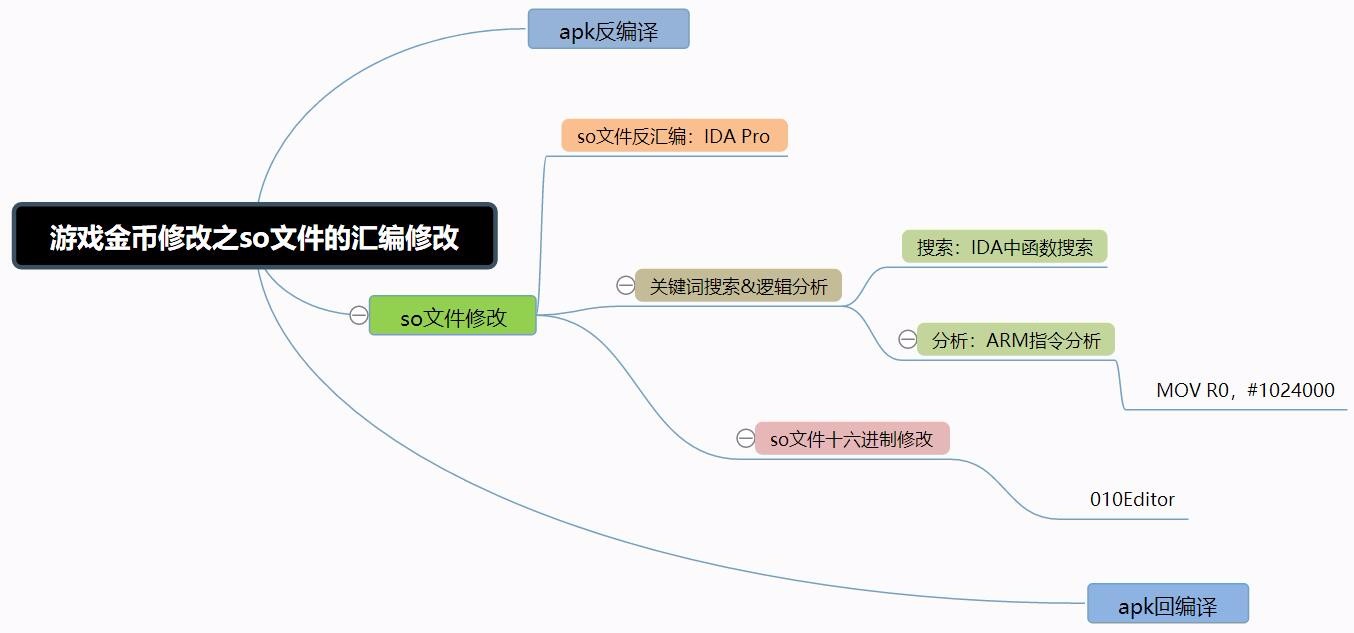 apk反编译
so文件反汇编：IDA Pro
游戏金币修改之so文件的汇编修改
搜索：IDA中函数搜索
关键词搜索&逻辑分析
so文件修改
分析：ARM指令分析
MOV R0，#1024000
so文件十六进制修改
010Editor
apk回编译